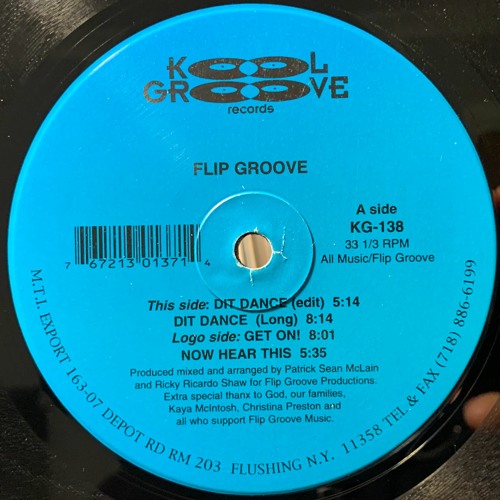 KOOL
GROOVE
records
FLIP GROOVE
A side
KG-138
33 1/3 RPM
All Music/Flip Groove
7 67213 01371 4
This side: DIT DANCE (edit) 5:14
DIT DANCE (Long) 8:14
Logo side: GET ON! 8:01
NOW HEAR THIS 5:35
Produced mixed and arranged by Patrick Sean McLain
and Ricky Ricardo Shaw for Flip Groove Productions.
Extra special thanx to God, our families,
Kaya McIntosh, Christina Preston and
all who support Flip Groove Music.
M.T.I. EXPORT 163-07 DEPOT RD RM 203 FLUSHING N.Y. 11358 TEL & FAX (718) 886-6199